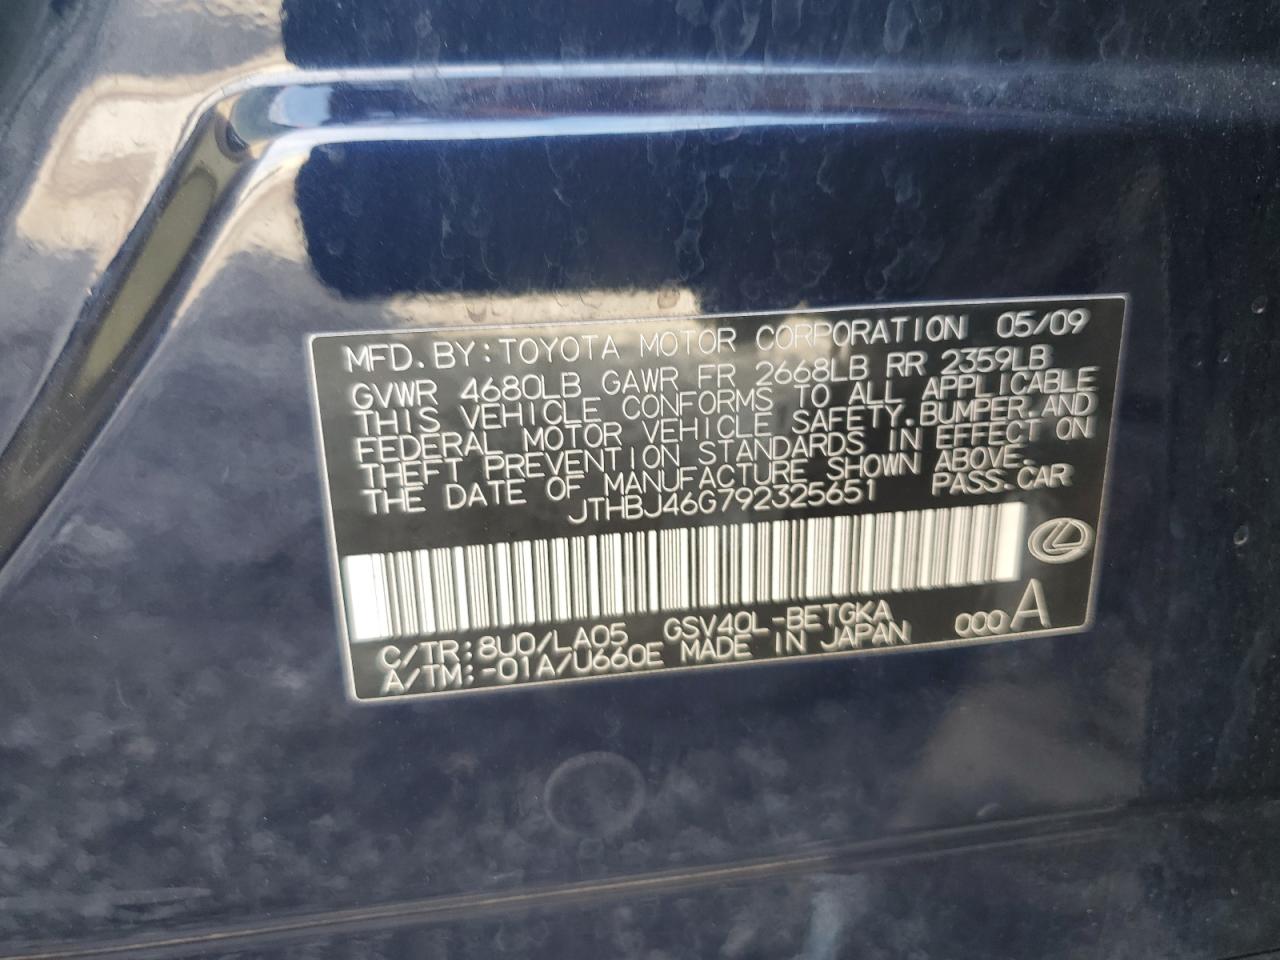 MFD. BY: TOYOTA MOTOR CORPORATION 05/09
GVWR 4680LB GAWR FR 2668LB RR 2359LB
THIS VEHICLE CONFORMS TO ALL APPLICABLE
FEDERAL MOTOR VEHICLE SAFETY, BUMPER, AND
THEFT PREVENTION STANDARDS IN EFFECT ON
THE DATE OF MANUFACTURE SHOWN ABOVE.
JTHBJ46G792325651 PASS. CAR
C/TR: 8U0/LA05 GSV40L-BETGKA
A/TM: -01A/U660E MADE IN JAPAN
000A